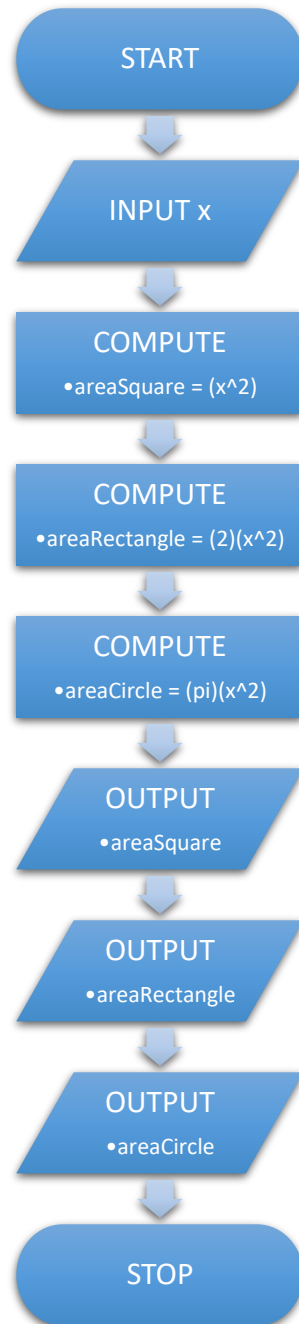 START
INPUT x
COMPUTE
•areaSquare = (x^2)
COMPUTE
•areaRectangle = (2)(x^2)
COMPUTE
•areaCircle = (pi)(x^2)
OUTPUT
•areaSquare
OUTPUT
•areaRectangle
OUTPUT
•areaCircle
STOP